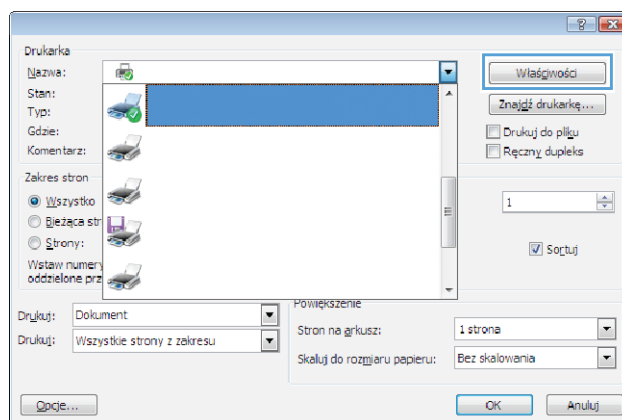 Drukarka
Nazwa:
Właściwości
Stan:
Znajdź drukarkę...
Typ:
Gdzie:
Drukuj do pliku
Komentarz:
Ręczny dupleks
Zakres stron
Wszystko
1
Bieżąca str
Strony:
Sortuj
Wstaw numery
oddzielone prz
Powiększenie
Drukuj: Dokument
Stron na arkusz: 1 strona
Drukuj: Wszystkie strony z zakresu
Skaluj do rozmiaru papieru: Bez skalowania
Opcje... OK Anuluj